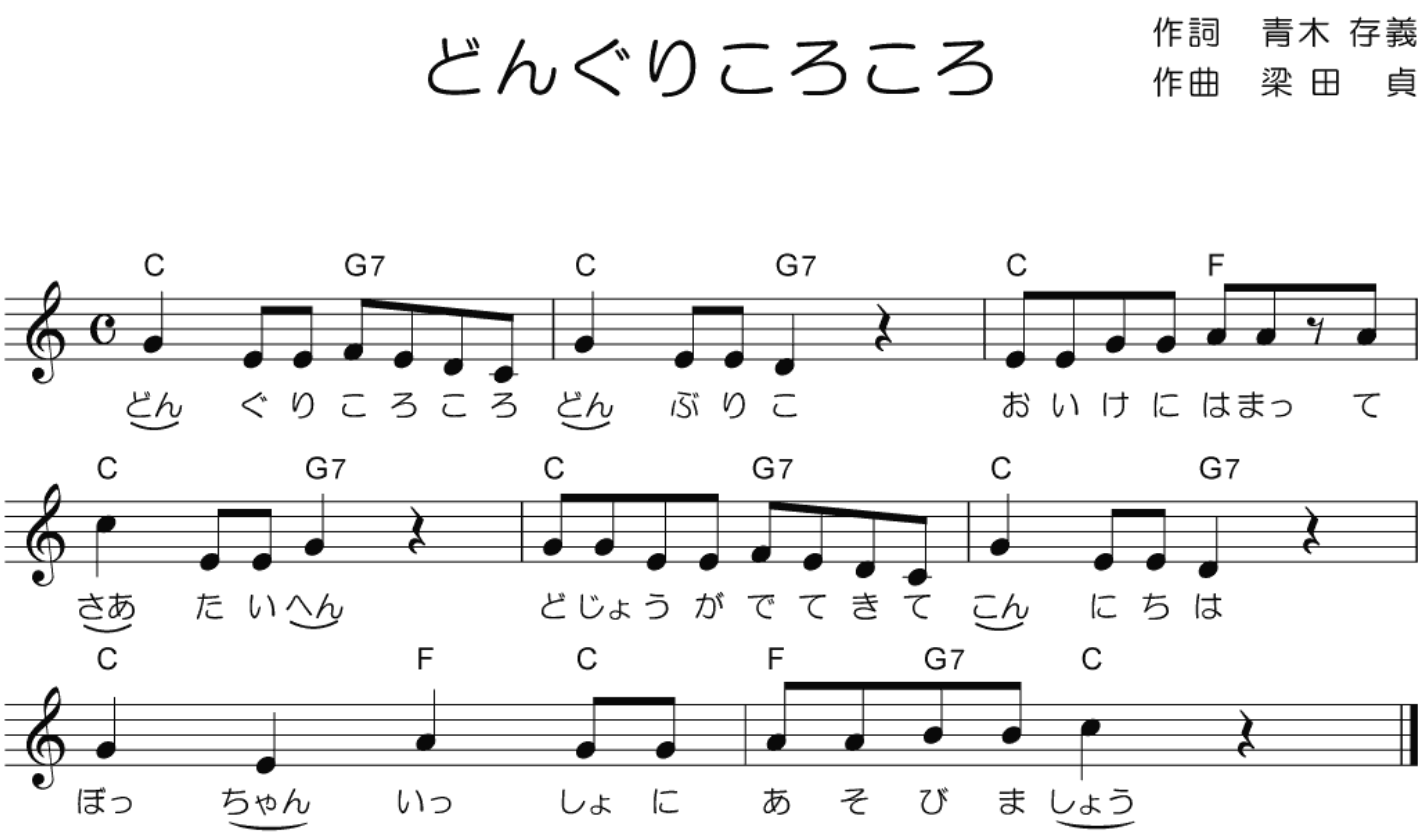 どんぐりころころ
作詞　青木 存義
作曲　梁田　貞
C G7 C G7 C F
どん ぐ り こ ろ こ ろ どん ぶ り こ お い け に は まっ て
C G7 C G7 C G7
さあ た い へん ど じょ う が で て き て こん に ち は
C F C F G7 C
ぼっ ちゃん いっ しょ に あ そ び ま しょう